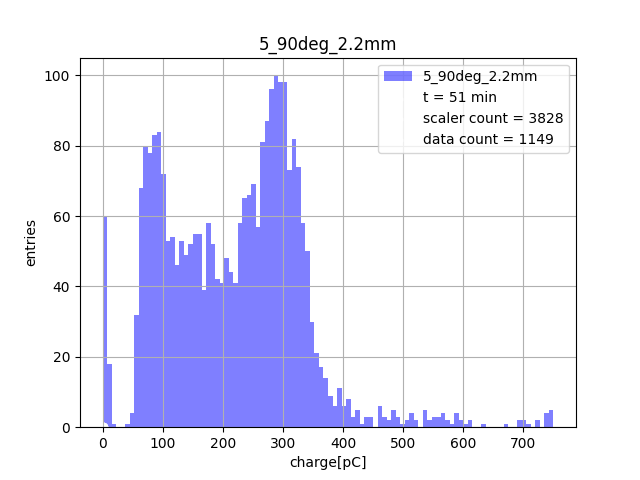 5_90deg_2.2mm
100
80
60
40
20
0
entries
5_90deg_2.2mm
t = 51 min
scaler count = 3828
data count = 1149
0 100 200 300 400 500 600 700
charge[pC]